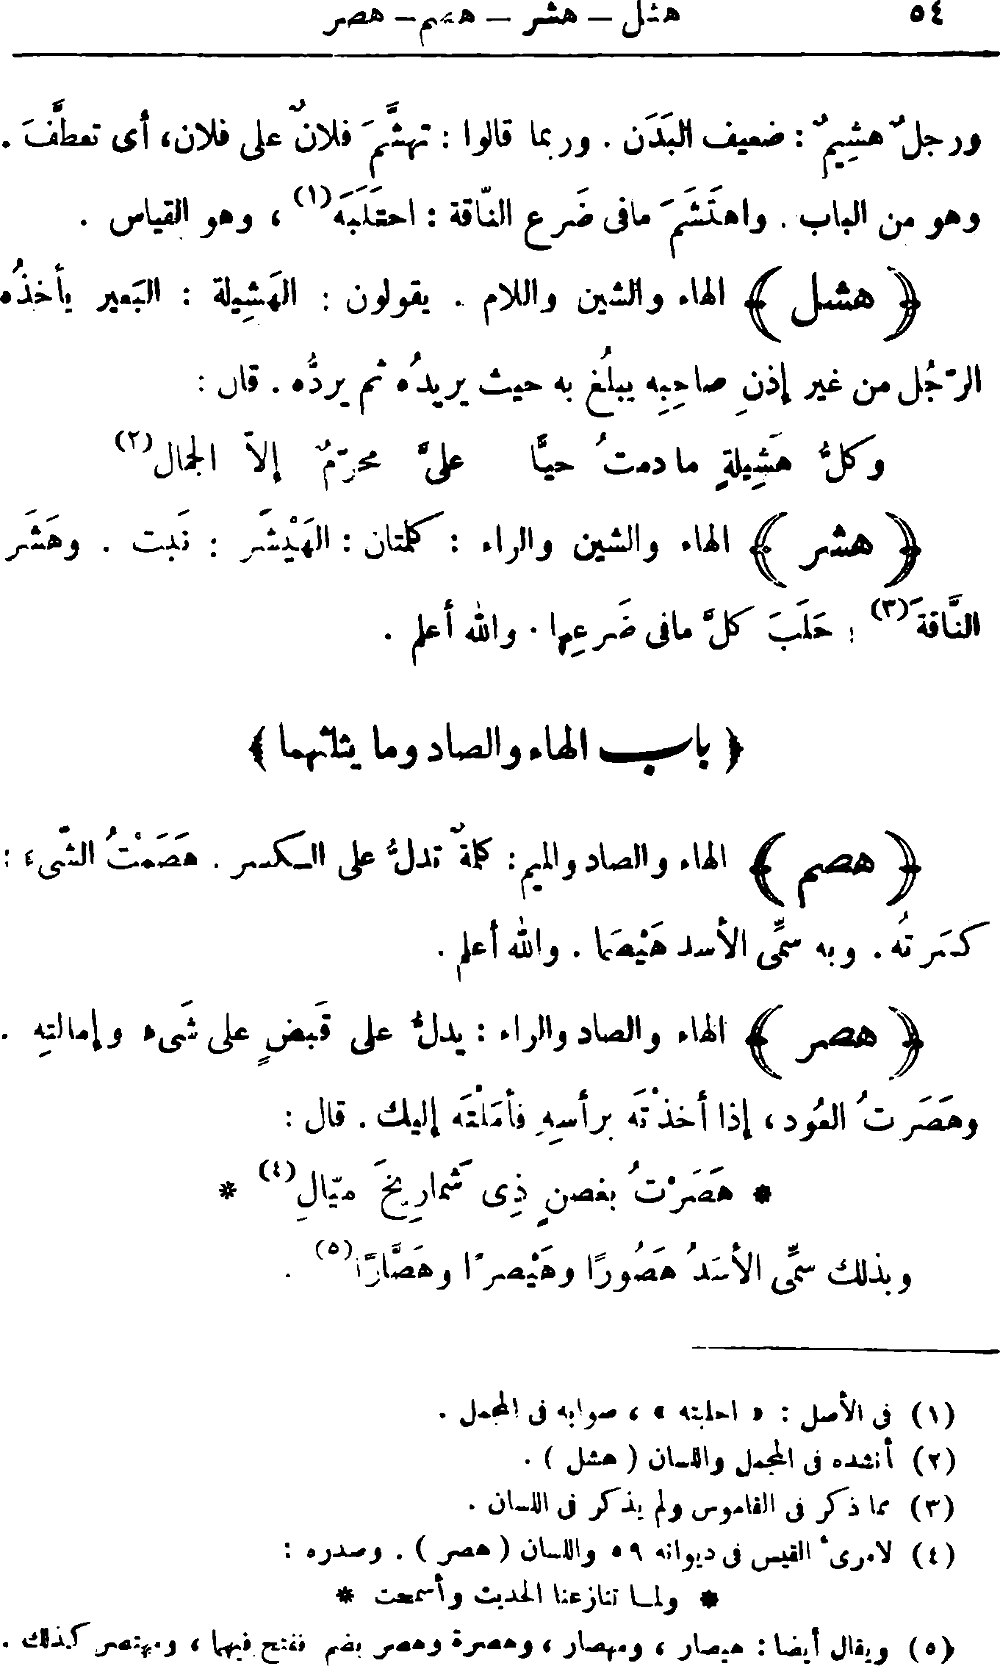 ٥٤
هشل – هشر – هصم – هصر
ورجلٌ هشِيمٌ : ضعيف البَدَن . وربما قالوا : تهشَّمَ فلانٌ على فلان، أى تعطَّفَ .
وهو من الباب . واهتَشَمَ مافى ضَرع النّاقة : احتَلَبَه(١) ، وهو القياس .
﴿ هشل ﴾ الهاء والشين واللام . يقولون : الهَشِيلة : البَعير يأخذُه
الرّجُل من غير إذنِ صاحِبِه يبلُغ به حيث يريدُه ثم يردُّه . قال :
وكلُّ هَشِيلةٍ مادمتُ حيًّا علىَّ محرّمٌ إلاّ الجمال(٢)
﴿ هشر ﴾ الهاء والشين والراء : كلمتان : الهَيْشَر : نَبت . وهَشَر
النَّاقةَ(٣) : حَلَبَ كلَّ مافى ضَرعِها . والله أعلم .
﴿ باب الهاء والصاد وما يثلثهما ﴾
﴿ هصم ﴾ الهاء والصاد والميم : كلمةٌ تدلُّ على الكسر . هَصَمْتُ الشّىء :
كسَرتُه . وبه سمِّى الأسد هَيْصَما . والله أعلم .
﴿ هصر ﴾ الهاء والصاد والراء : يدلُّ على قَبضٍ على شَىء وإمالتِه .
وهَصَرتُ العُود ، إذا أخذْتَه برأسِهِ فأمَلْتَه إليك . قال :
* هَصَرْتُ بغصنٍ ذِى شَماريخَ ميّالِ(٤) *
وبذلك سمِّى الأسَدُ هَصُورًا وهَيْصرًا وهَصَّارًا(٥) .
(١) فى الأصل : « احلبته » ، صوابه فى المجمل .
(٢) أنشده فى المجمل واللسان ( هشل ) .
(٣) مما ذكر فى القاموس ولم يذكر فى اللسان .
(٤) لامرئ القيس فى ديوانه ٥٩ واللسان ( هصر ) . وصدره :
* ولما تنازعنا الحديث وأسمحت *
(٥) ويقال أيضا : هيصار ، ومهصار ، وهصرة وهصر بضم ففتح فيهما ، ومهتصر كذلك .